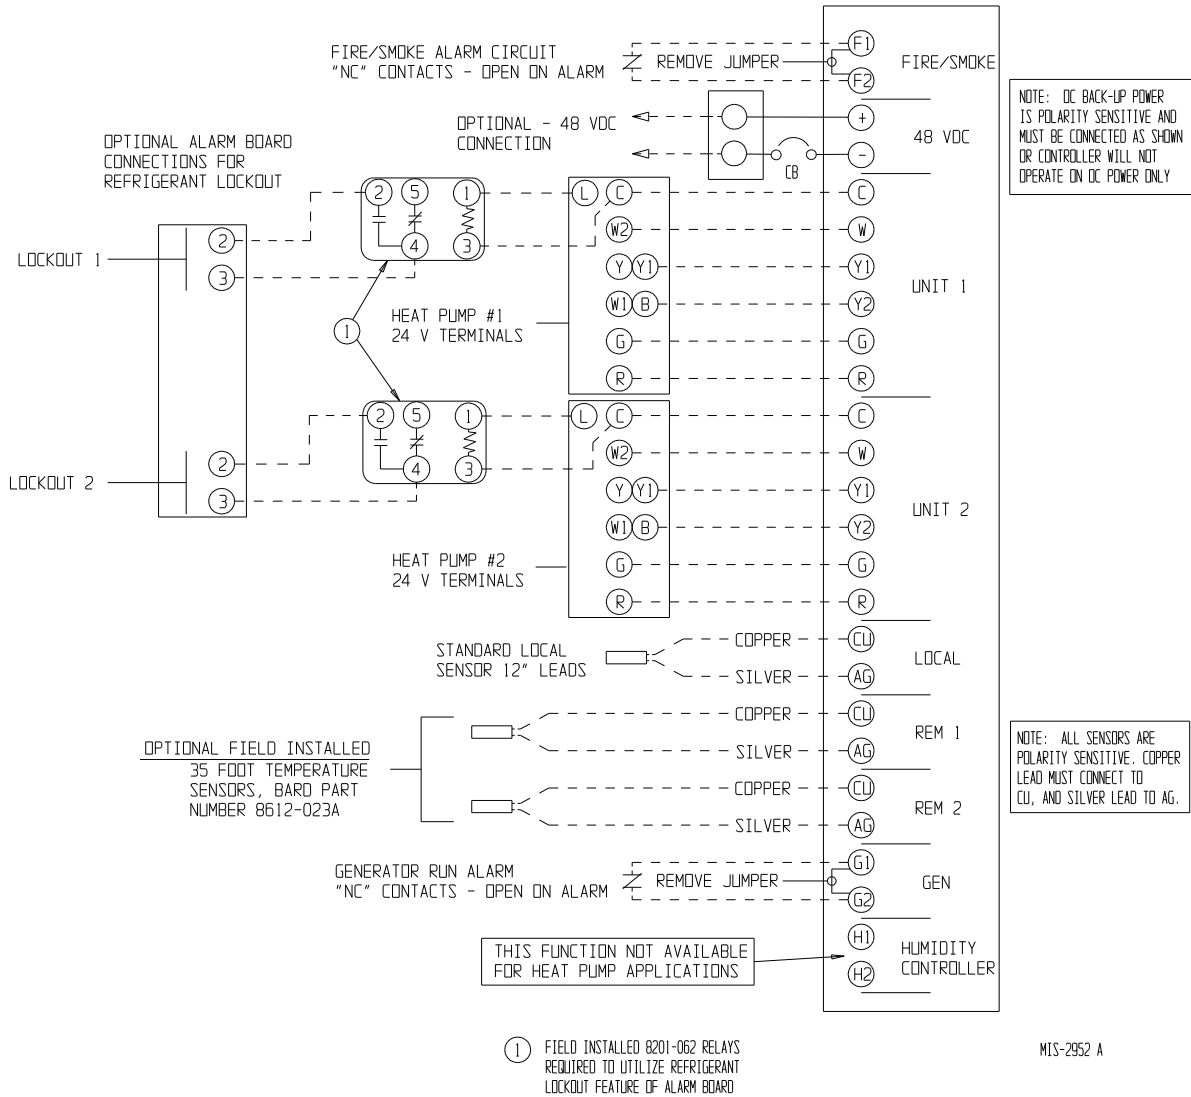 FIRE/SMOKE ALARM CIRCUIT
"NC" CONTACTS - OPEN ON ALARM
REMOVE JUMPER
F1
F2
FIRE/SMOKE
OPTIONAL - 48 VDC
CONNECTION
CB
+
-
48 VDC
NOTE: DC BACK-UP POWER
IS POLARITY SENSITIVE AND
MUST BE CONNECTED AS SHOWN
OR CONTROLLER WILL NOT
OPERATE ON DC POWER ONLY
OPTIONAL ALARM BOARD
CONNECTIONS FOR
REFRIGERANT LOCKOUT
LOCKOUT 1
2
3
2 5 1
4 3
1
HEAT PUMP #1
24 V TERMINALS
L C
W2
Y Y1
W1 B
G
R
C
W
Y1
Y2
G
R
UNIT 1
LOCKOUT 2
2
3
2 5 1
4 3
HEAT PUMP #2
24 V TERMINALS
L C
W2
Y Y1
W1 B
G
R
C
W
Y1
Y2
G
R
UNIT 2
STANDARD LOCAL
SENSOR 12" LEADS
COPPER
SILVER
CU
AG
LOCAL
OPTIONAL FIELD INSTALLED
35 FOOT TEMPERATURE
SENSORS, BARD PART
NUMBER 8612-023A
COPPER
SILVER
CU
AG
REM 1
COPPER
SILVER
CU
AG
REM 2
NOTE: ALL SENSORS ARE
POLARITY SENSITIVE. COPPER
LEAD MUST CONNECT TO
CU, AND SILVER LEAD TO AG.
GENERATOR RUN ALARM
"NC" CONTACTS - OPEN ON ALARM
REMOVE JUMPER
G1
G2
GEN
THIS FUNCTION NOT AVAILABLE
FOR HEAT PUMP APPLICATIONS
H1
H2
HUMIDITY
CONTROLLER
1 FIELD INSTALLED 8201-062 RELAYS
REQUIRED TO UTILIZE REFRIGERANT
LOCKOUT FEATURE OF ALARM BOARD
MIS-2952 A